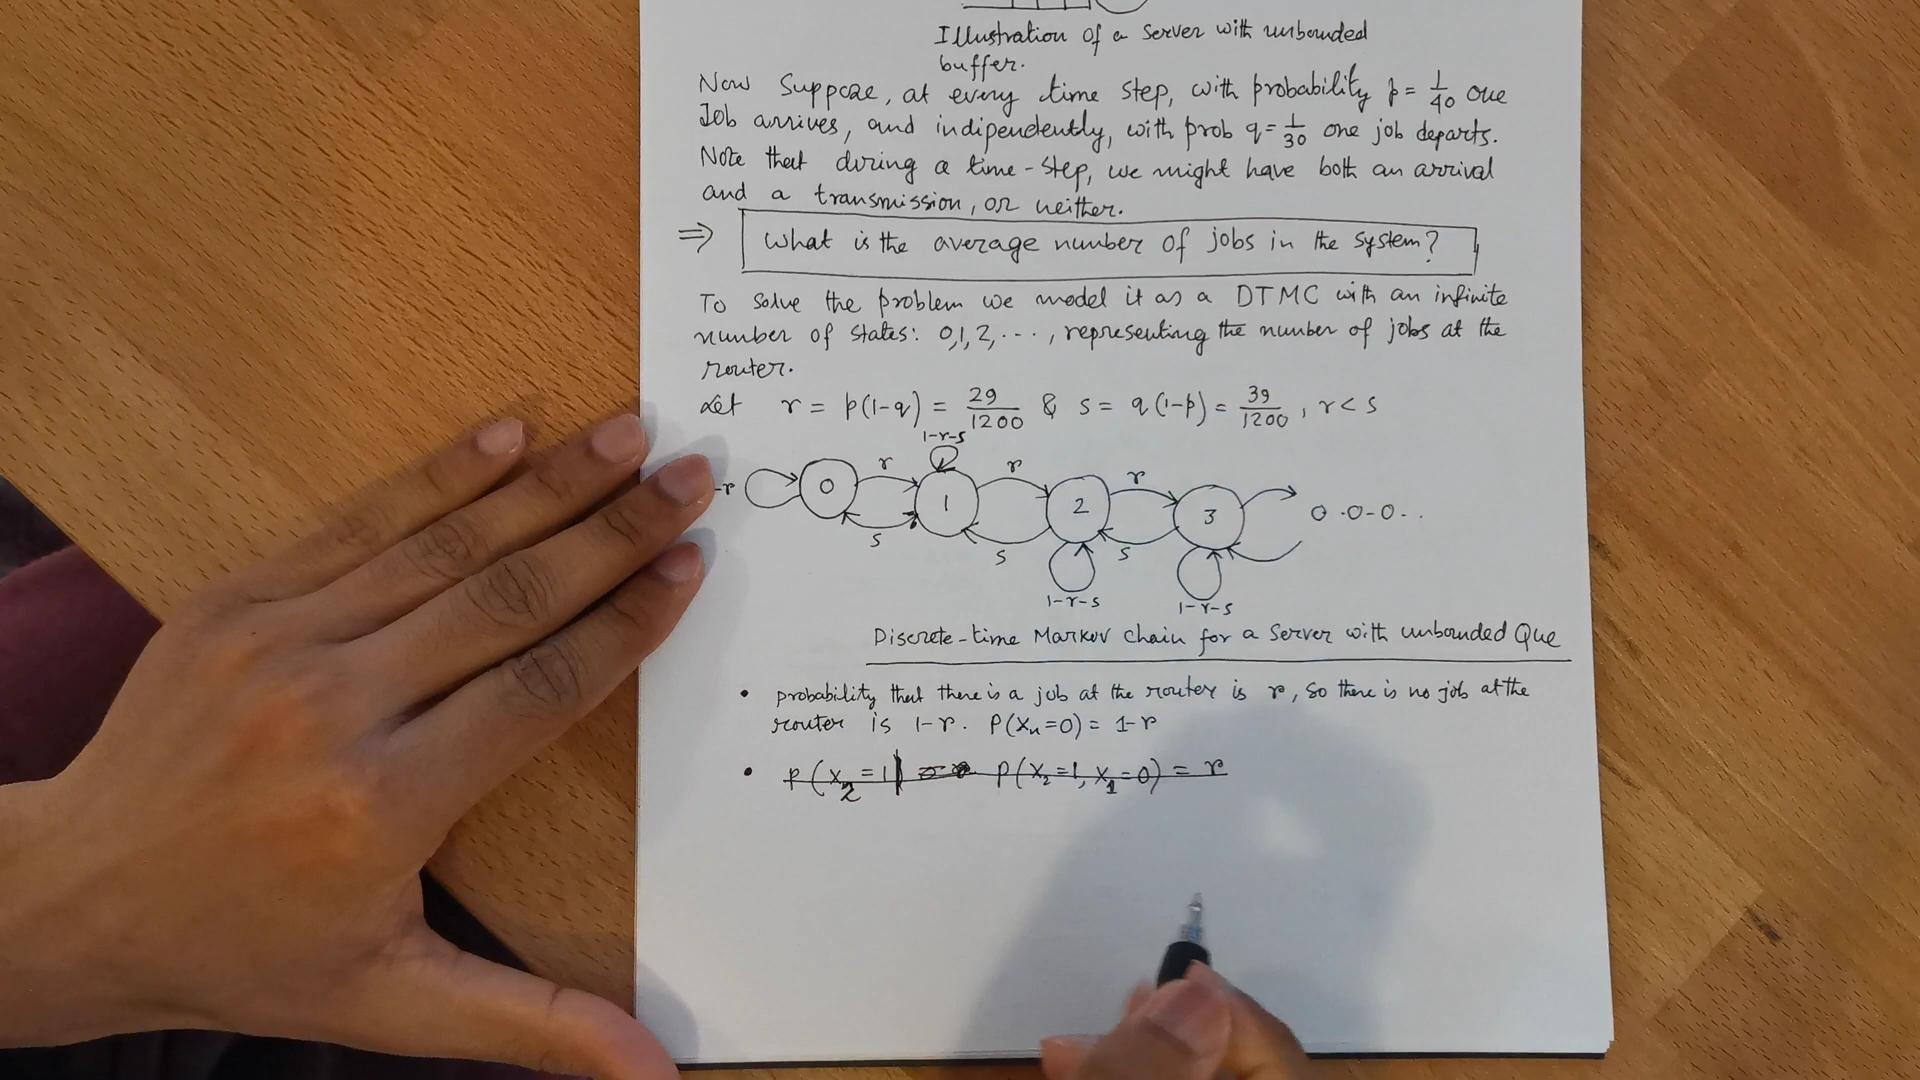 Illustration of a server with unbounded
buffer.
Now Suppose, at every time step, with probability p = 1/40 one
Job arrives, and indipendently, with prob q = 1/30 one job departs.
Note that during a time-step, we might have both an arrival
and a transmission, or neither.
⇒ What is the average number of jobs in the system?
To solve the problem we model it as a DTMC with an infinite
number of states: 0,1,2,..., representing the number of jobs at the
router.
Let r = p(1-q) = 29/1200 & s = q(1-p) = 39/1200, r < s
1-r-s
r r r
-r 0 1 2 3 0-0-0..
s s s
1-r-s 1-r-s
Discrete-time Markov chain for a server with unbounded Que
• probability that there is a job at the router is r, so there is no job at the
router is 1-r. P(Xn=0) = 1-r
• P(X2=1| P(X2=1, X1=0) = r